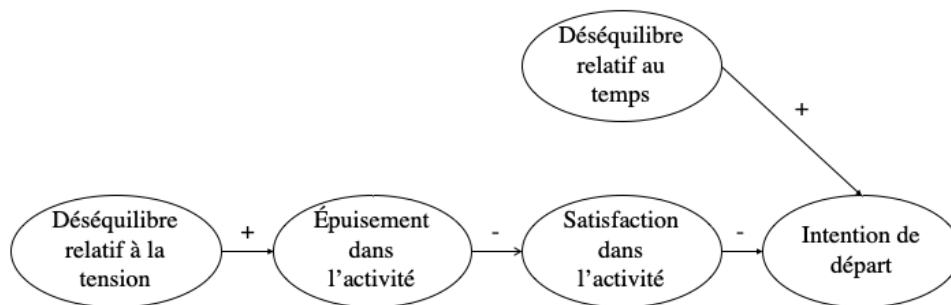 Déséquilibre
relatif au
temps
+
Déséquilibre
relatif à la
tension
+
Épuisement
dans
l'activité
-
Satisfaction
dans
l'activité
-
Intention de
départ